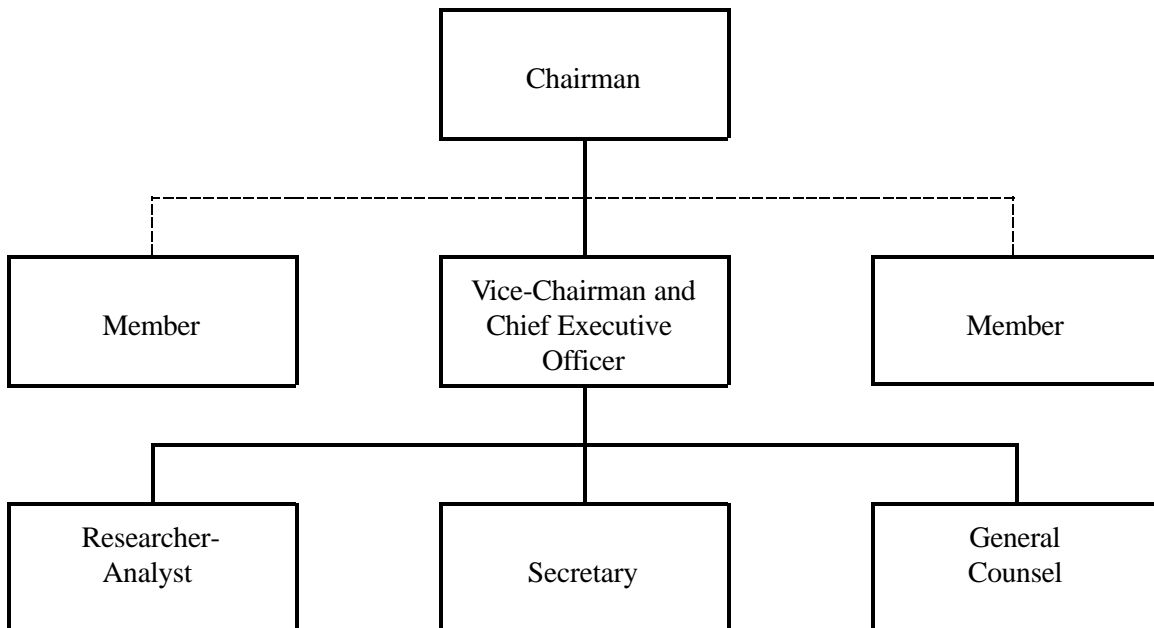 Chairman
Member
Vice-Chairman and
Chief Executive
Officer
Member
Researcher-
Analyst
Secretary
General
Counsel